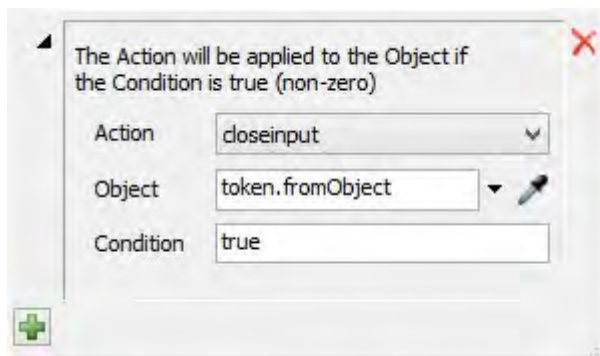 The Action will be applied to the Object if
the Condition is true (non-zero)
Action closeinput
Object token.fromObject
Condition true